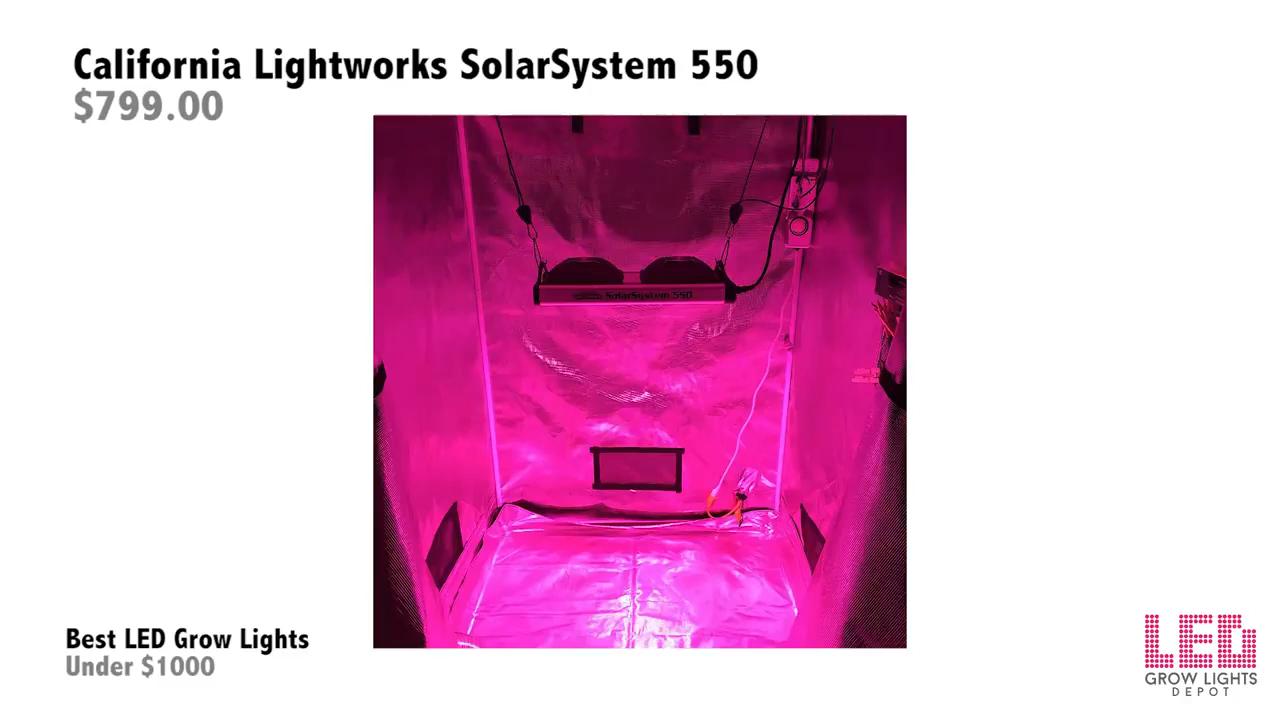 California Lightworks SolarSystem 550
$799.00
SolarSystem 550
Best LED Grow Lights
Under $1000
LED
GROW LIGHTS
DEPOT